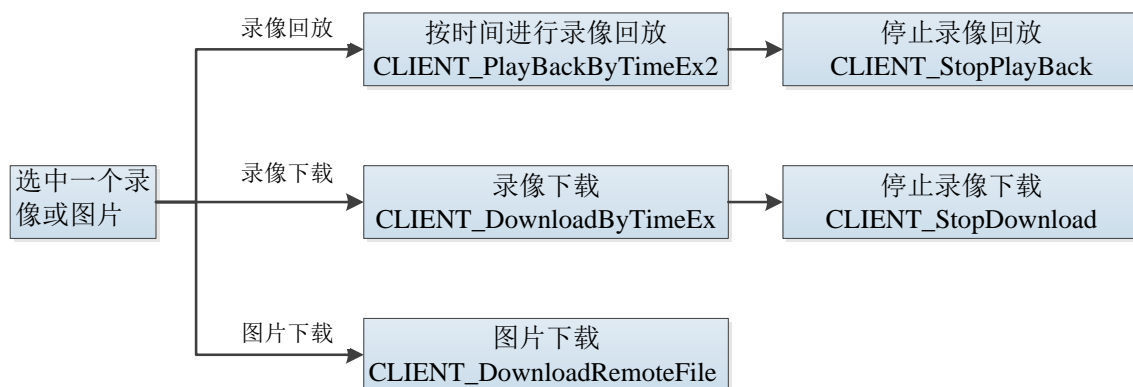 录像回放
按时间进行录像回放
CLIENT_PlayBackByTimeEx2
停止录像回放
CLIENT_StopPlayBack
选中一个录
像或图片
录像下载
录像下载
CLIENT_DownloadByTimeEx
停止录像下载
CLIENT_StopDownload
图片下载
图片下载
CLIENT_DownloadRemoteFile